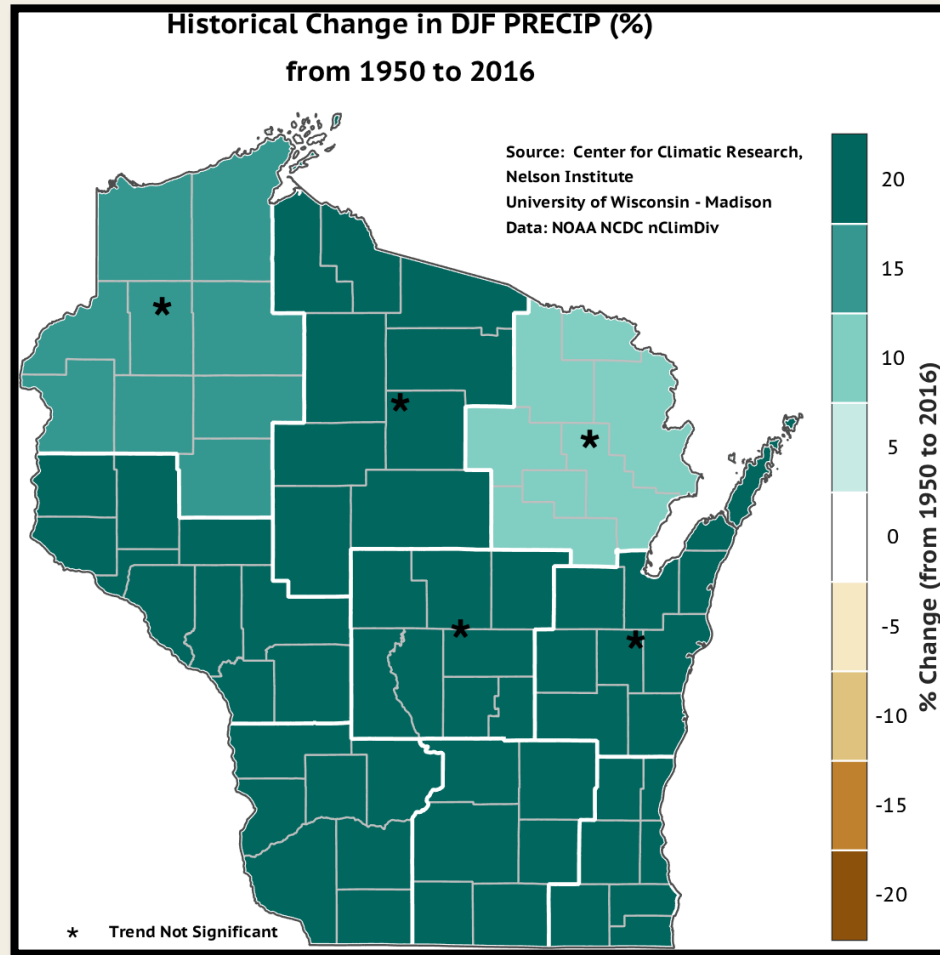 Historical Change in DJF PRECIP (%)
from 1950 to 2016
Source: Center for Climatic Research,
Nelson Institute
University of Wisconsin - Madison
Data: NOAA NCDC nClimDiv
20
15
10
5
0
-5
-10
-15
-20
% Change (from 1950 to 2016)
* Trend Not Significant